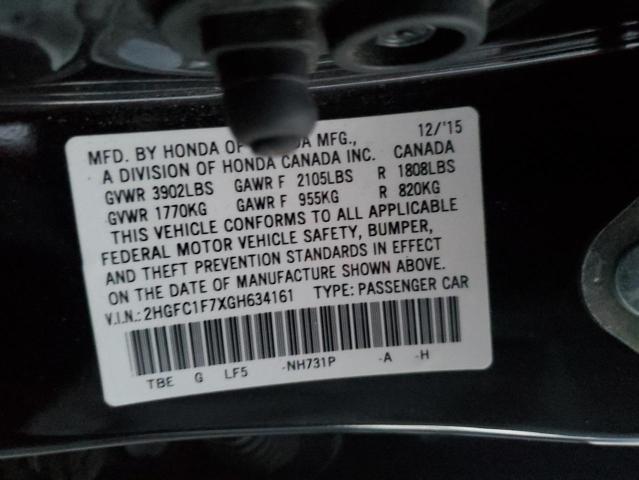 MFD. BY HONDA OF DA MFG., 12/'15
A DIVISION OF HONDA CANADA INC. CANADA
GVWR 3902LBS GAWR F 2105LBS R 1808LBS
GVWR 1770KG GAWR F 955KG R 820KG
THIS VEHICLE CONFORMS TO ALL APPLICABLE
FEDERAL MOTOR VEHICLE SAFETY, BUMPER,
AND THEFT PREVENTION STANDARDS IN EFFECT
ON THE DATE OF MANUFACTURE SHOWN ABOVE.
V.I.N.: 2HGFC1F7XGH634161 TYPE: PASSENGER CAR
TBE G LF5 -NH731P -A -H